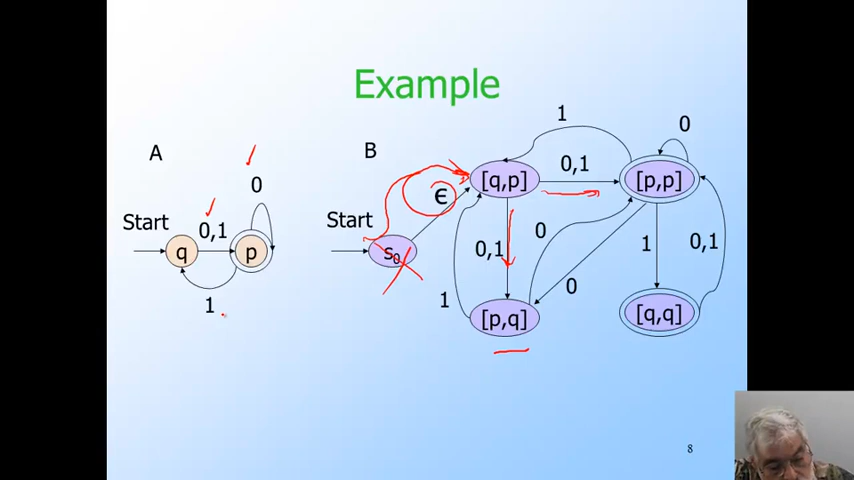 Example
A
B
1
0
0
[q,p]
0,1
[p,p]
ϵ
Start
0,1
Start
q
p
s₀
0,1
0
1
0,1
1
1
0
[p,q]
[q,q]
8